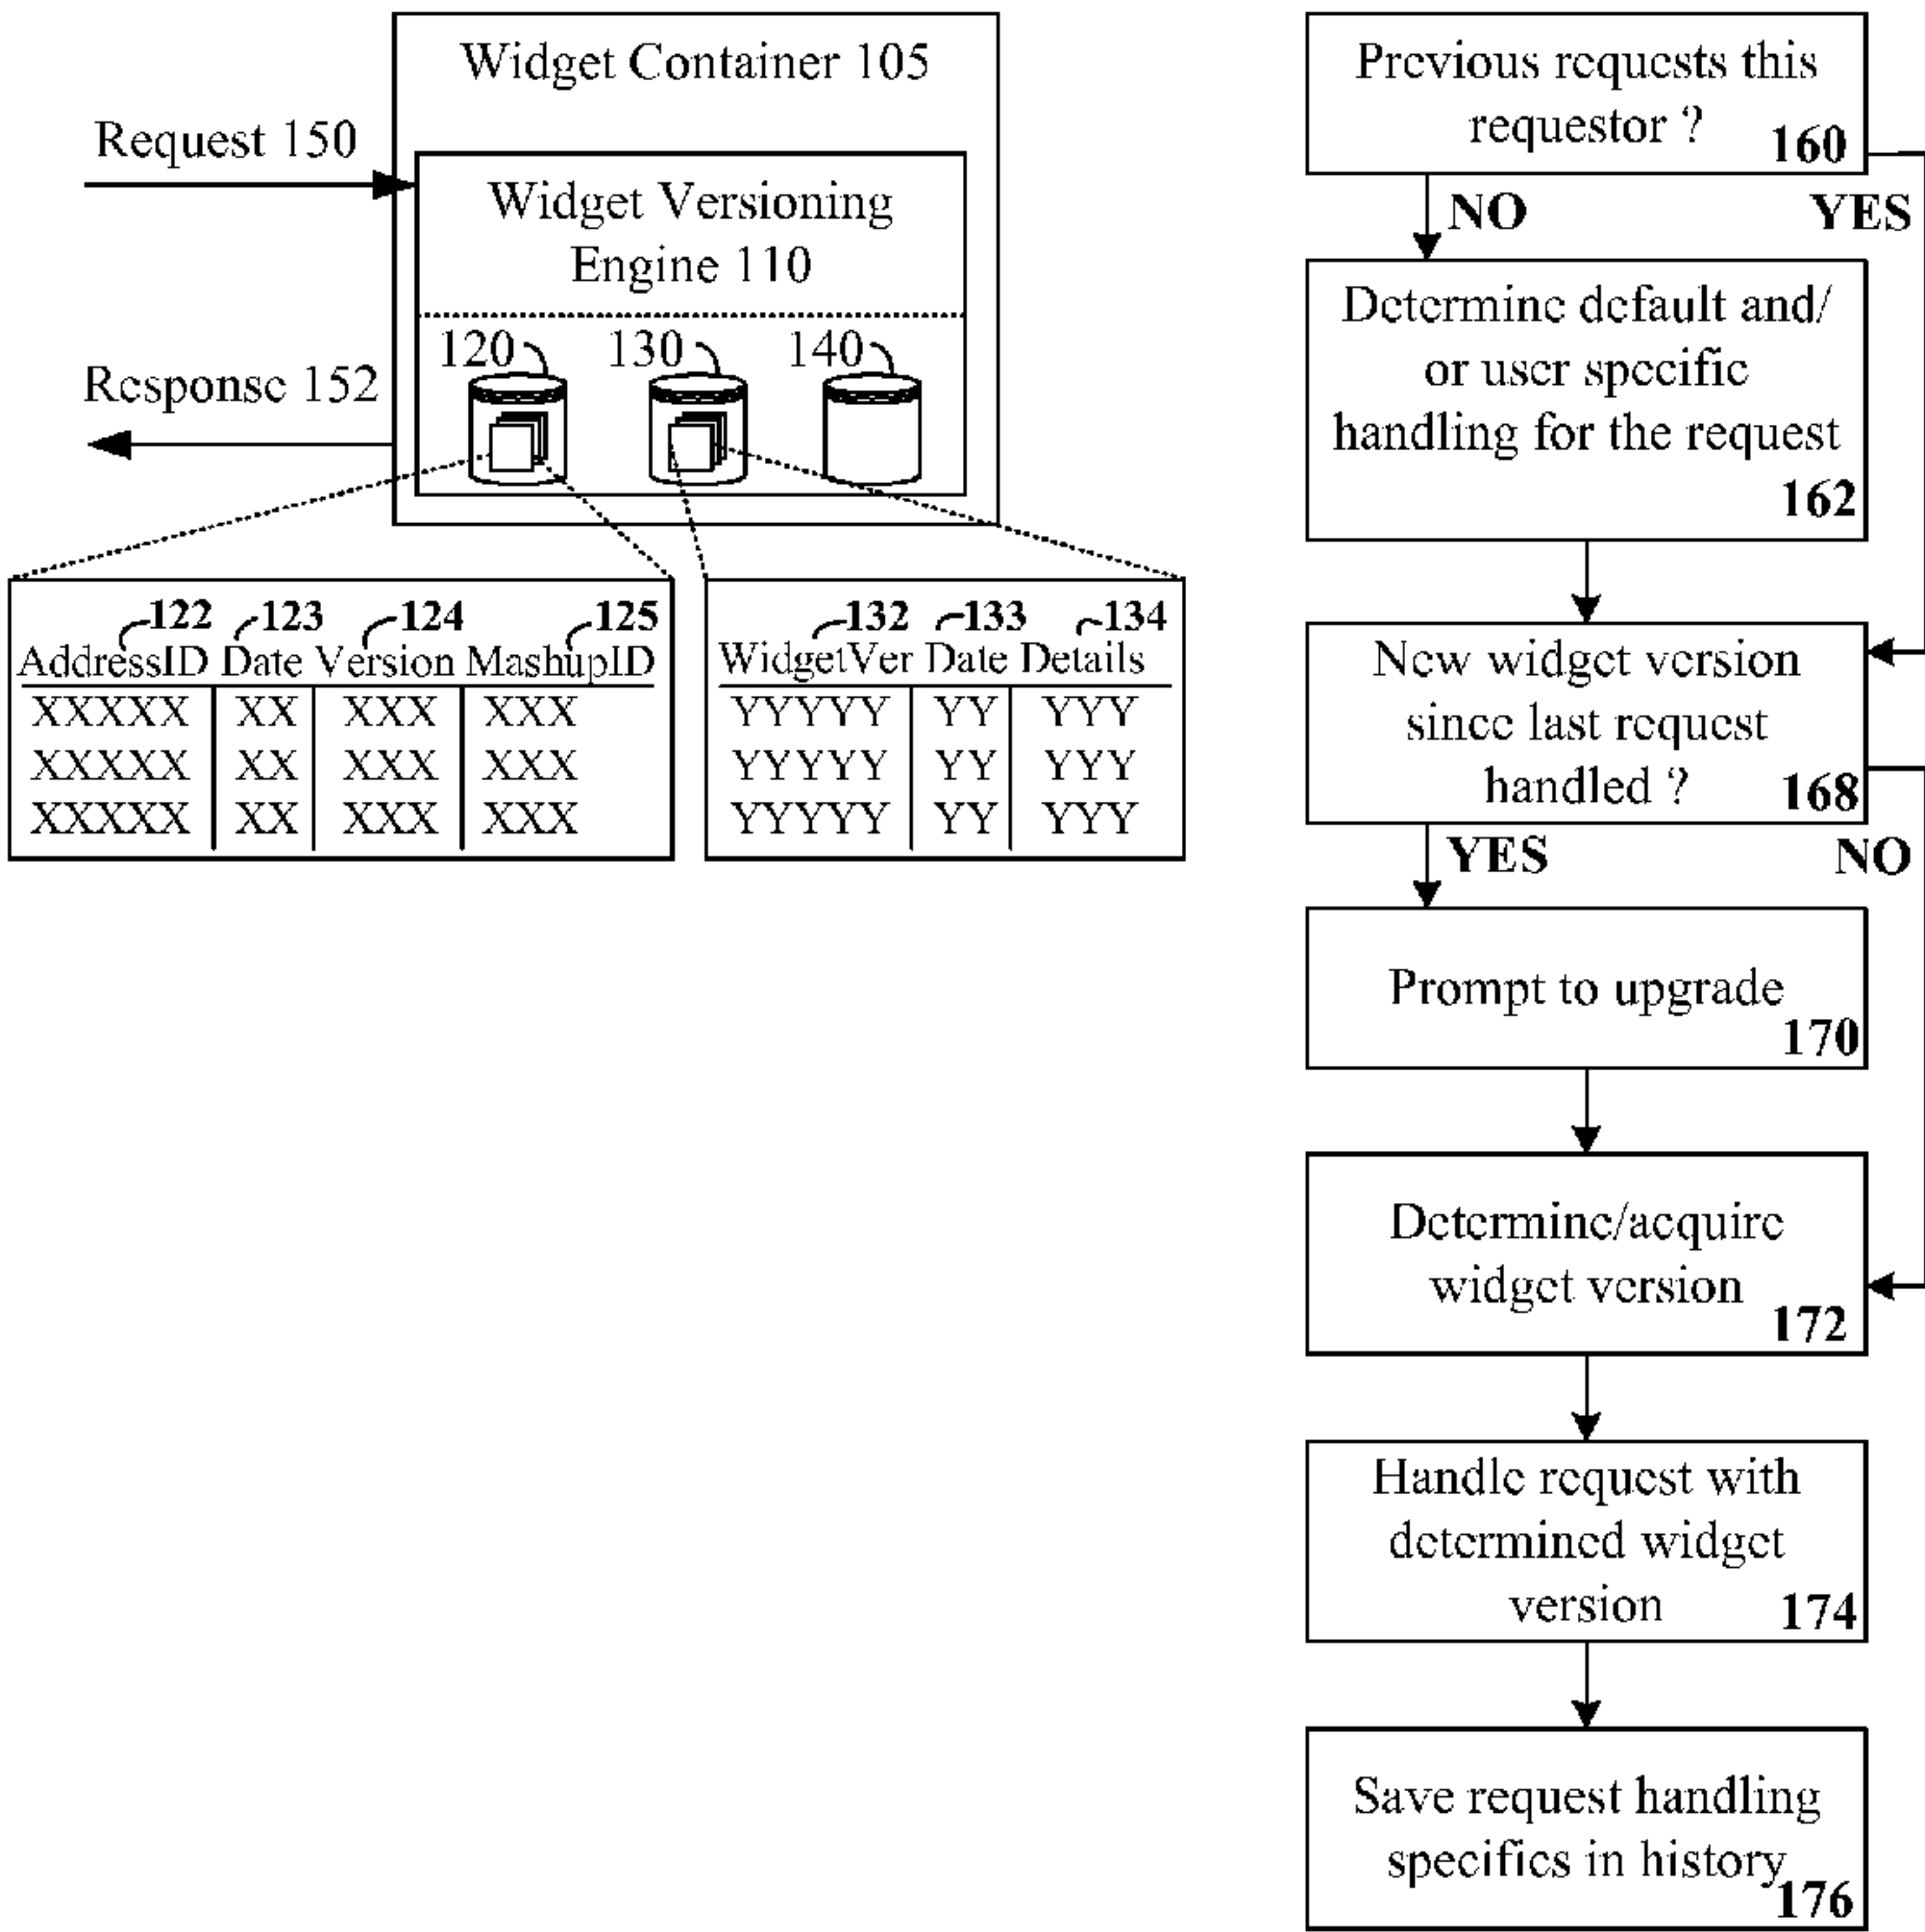 Widget Container 105
Request 150
Widget Versioning
Engine 110
120 130 140
Response 152
122 123 124 125
AddressID Date Version MashupID
XXXXX XX XXX XXX
XXXXX XX XXX XXX
XXXXX XX XXX XXX
132 133 134
WidgetVer Date Details
YYYYY YY YYY
YYYYY YY YYY
YYYYY YY YYY
Previous requests this
requestor ?
160
NO YES
Determine default and/
or user specific
handling for the request
162
New widget version
since last request
handled ?
168
YES NO
Prompt to upgrade
170
Determine/acquire
widget version
172
Handle request with
determined widget
version
174
Save request handling
specifics in history
176